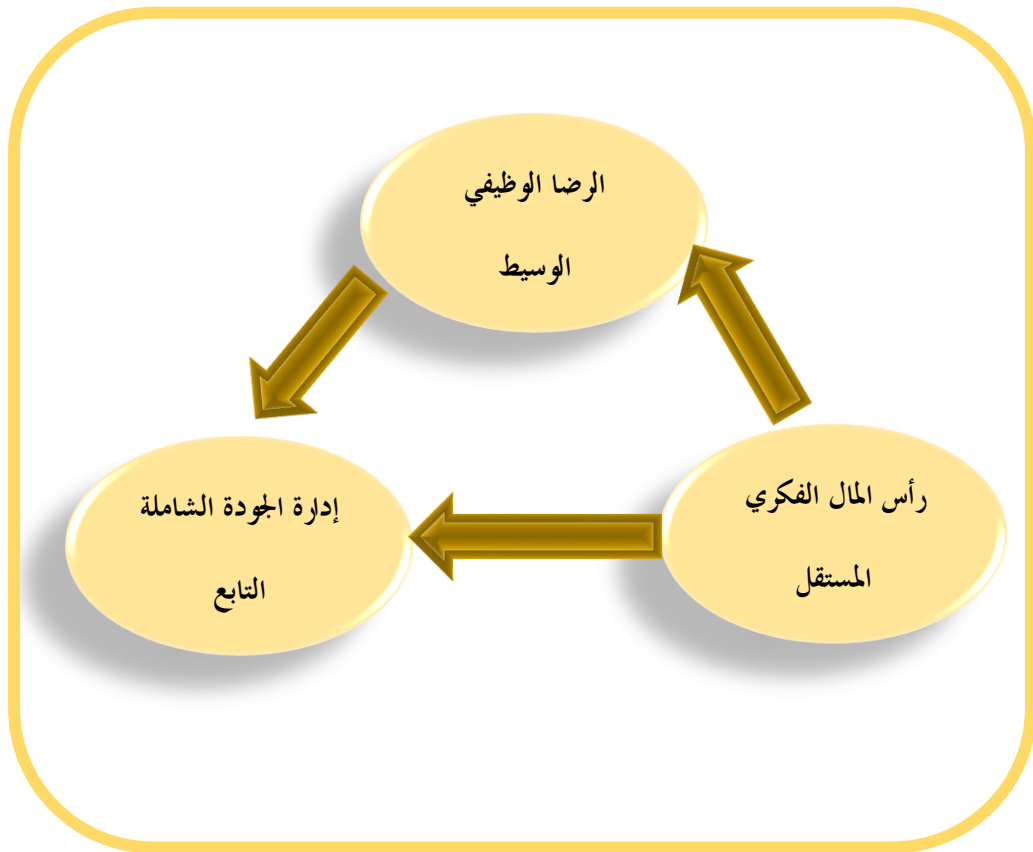 الرضا الوظيفي
الوسيط
رأس المال الفكري
المستقل
إدارة الجودة الشاملة
التابع